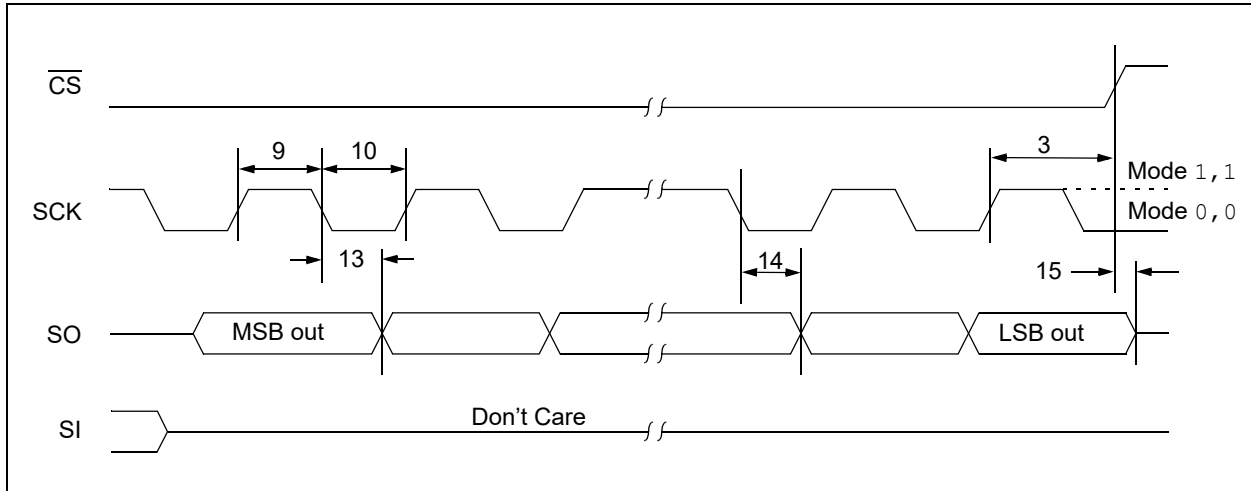 CS
9
10
3
Mode 1,1
SCK
Mode 0,0
13
14
15
SO
MSB out
LSB out
Don't Care
SI